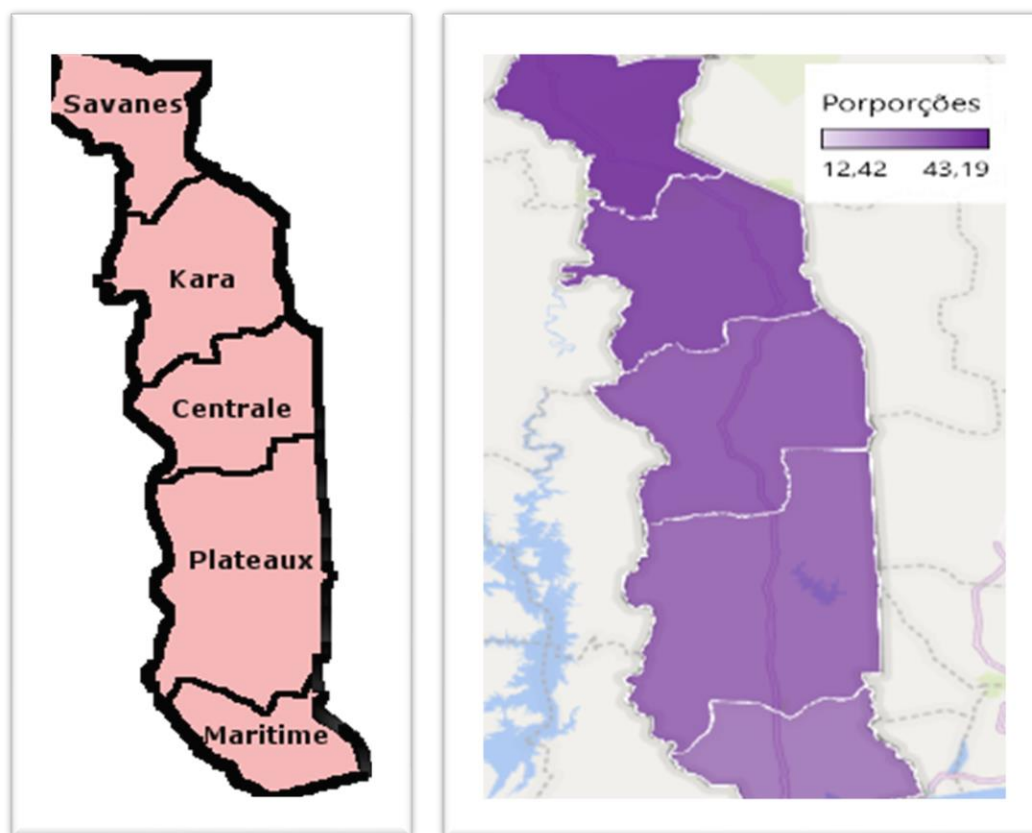 Savanes
Kara
Centrale
Plateaux
Maritime
Porporções
12,42 43,19